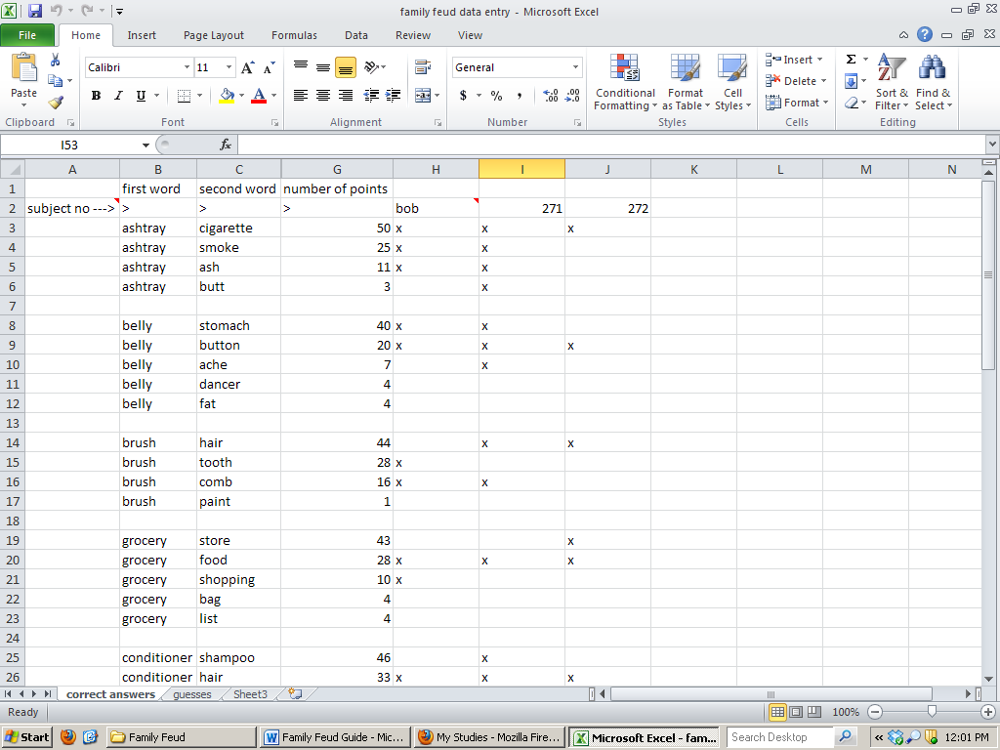 family feud data entry - Microsoft Excel
File Home Insert Page Layout Formulas Data Review View
Paste
Calibri 11
B I U A A A
General
$ % ,
Conditional Formatting
Format as Table
Cell Styles
Insert
Delete
Format
Σ
Sort & Filter
Find & Select
Clipboard Font Alignment Number Styles Cells Editing
I53 fx
A B C G H I J K L M N
1 first word second word number of points
2 subject no ---> > > > bob 271 272
3 ashtray cigarette 50 x x x
4 ashtray smoke 25 x x
5 ashtray ash 11 x x
6 ashtray butt 3 x
7
8 belly stomach 40 x x
9 belly button 20 x x x
10 belly ache 7 x
11 belly dancer 4
12 belly fat 4
13
14 brush hair 44 x x
15 brush tooth 28 x
16 brush comb 16 x x
17 brush paint 1
18
19 grocery store 43 x
20 grocery food 28 x x x
21 grocery shopping 10 x
22 grocery bag 4
23 grocery list 4
24
25 conditioner shampoo 46 x
26 conditioner hair 33 x x x
correct answers guesses Sheet3
Ready 100%
Start Family Feud Family Feud Guide - Mic... My Studies - Mozilla Fire... Microsoft Excel - fam... Search Desktop « 12:01 PM